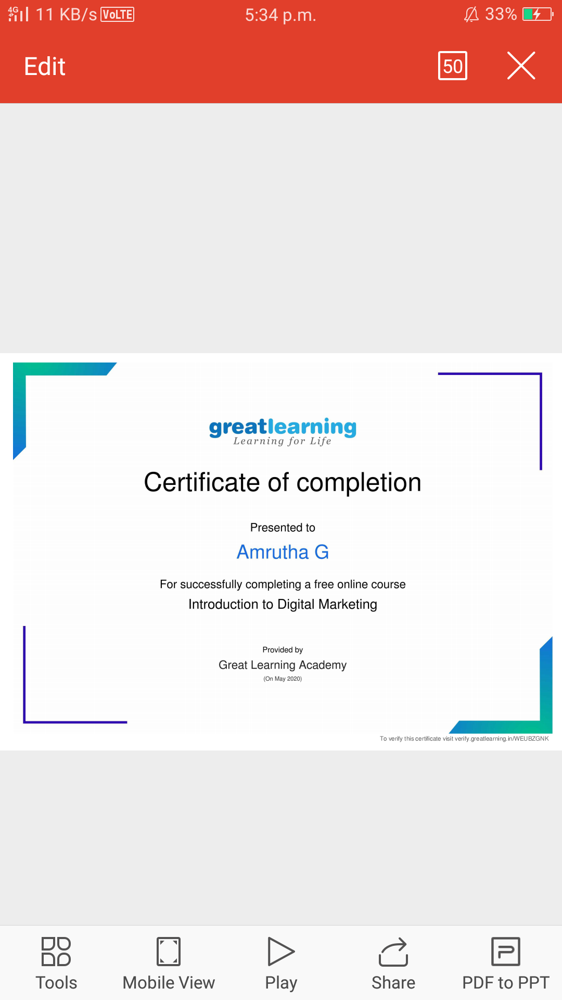 4G 11 KB/s VoLTE 5:34 p.m. 33%
Edit 50
greatlearning
Learning for Life
Certificate of completion
Presented to
Amrutha G
For successfully completing a free online course
Introduction to Digital Marketing
Provided by
Great Learning Academy
(On May 2020)
To verify this certificate visit verify.greatlearning.in/WEUBZGNK
Tools Mobile View Play Share PDF to PPT